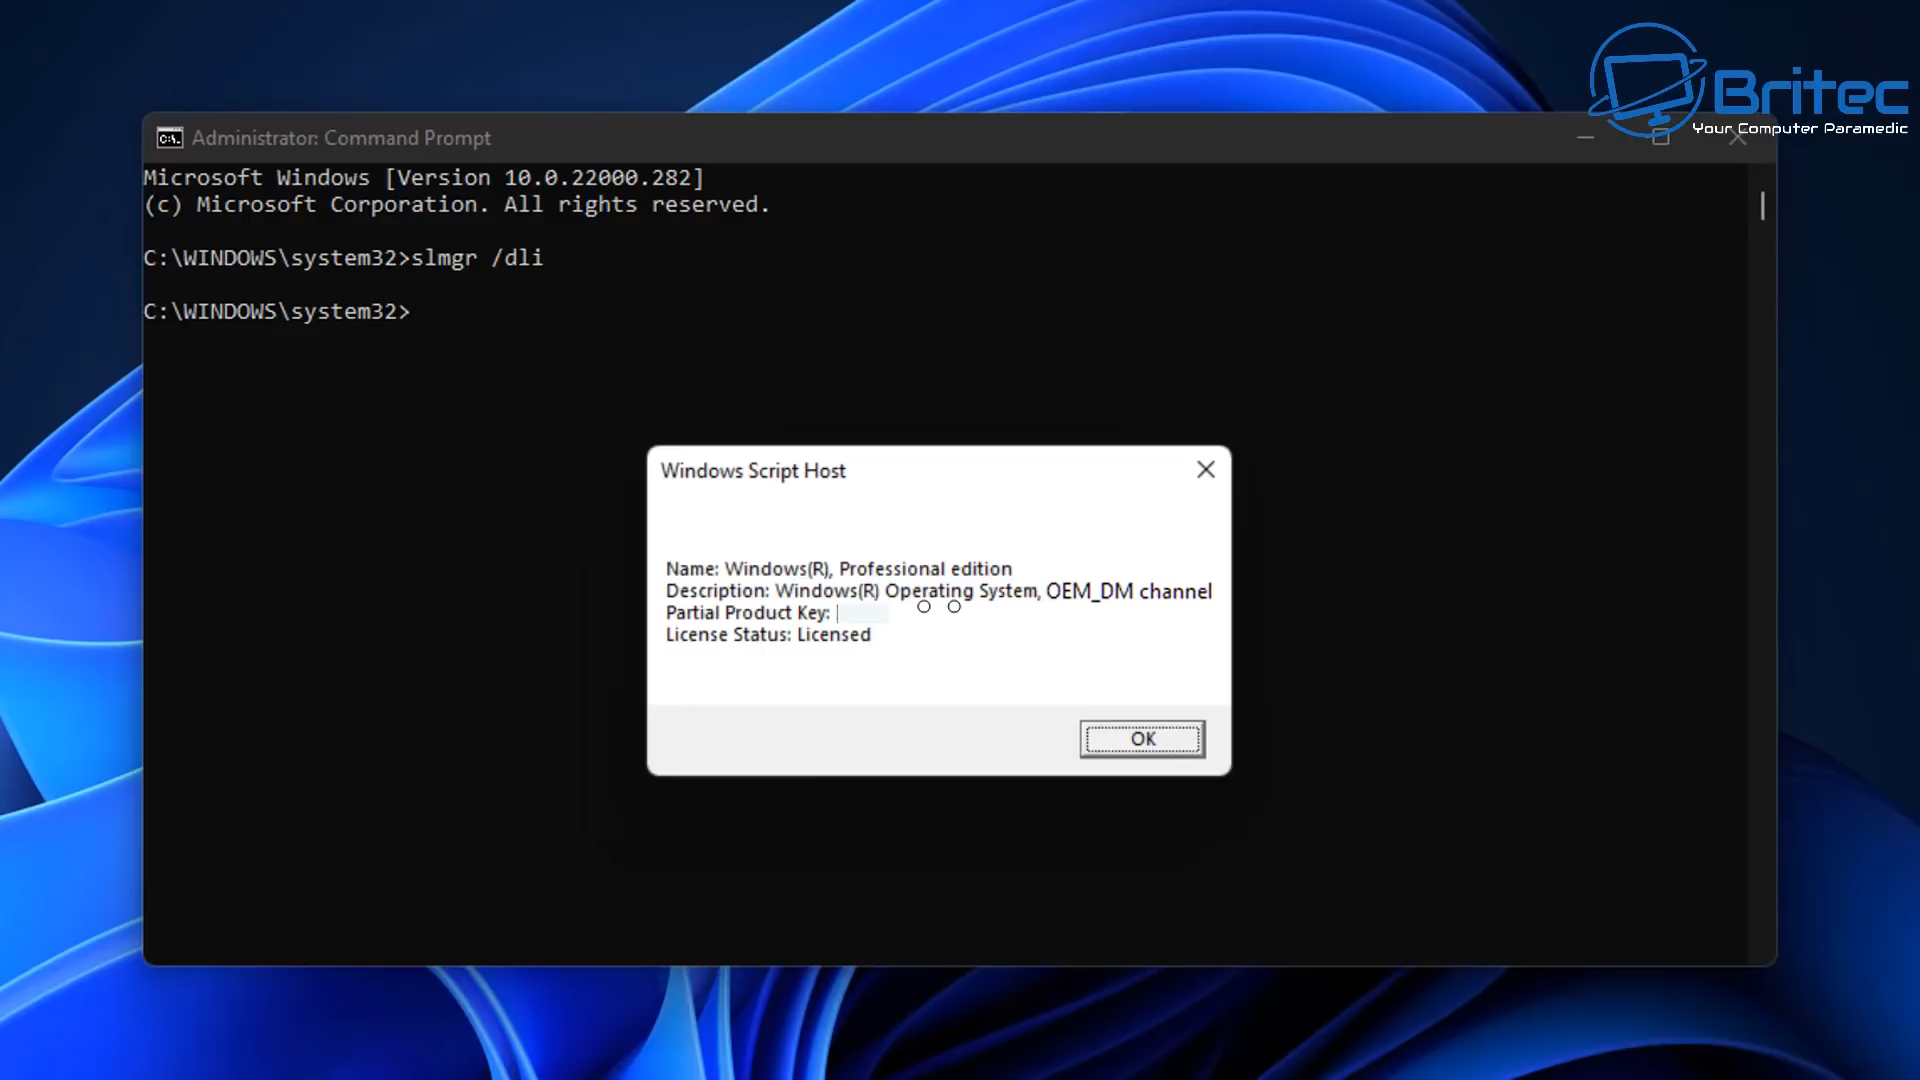 Britec
Your Computer Paramedic
Administrator: Command Prompt
Microsoft Windows [Version 10.0.22000.282]
(c) Microsoft Corporation. All rights reserved.
C:\WINDOWS\system32>slmgr /dli
C:\WINDOWS\system32>
Windows Script Host
Name: Windows(R), Professional edition
Description: Windows(R) Operating System, OEM_DM channel
Partial Product Key:
License Status: Licensed
OK